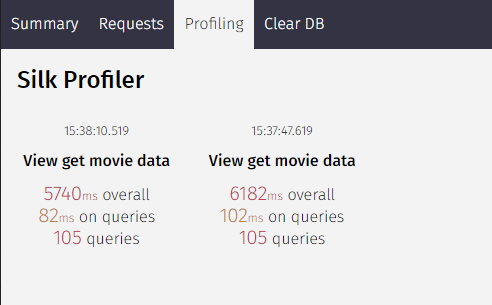 Summary Requests Profiling Clear DB
Silk Profiler
15:38:10.519 15:37:47.619
View get movie data View get movie data
5740ms overall 6182ms overall
82ms on queries 102ms on queries
105 queries 105 queries